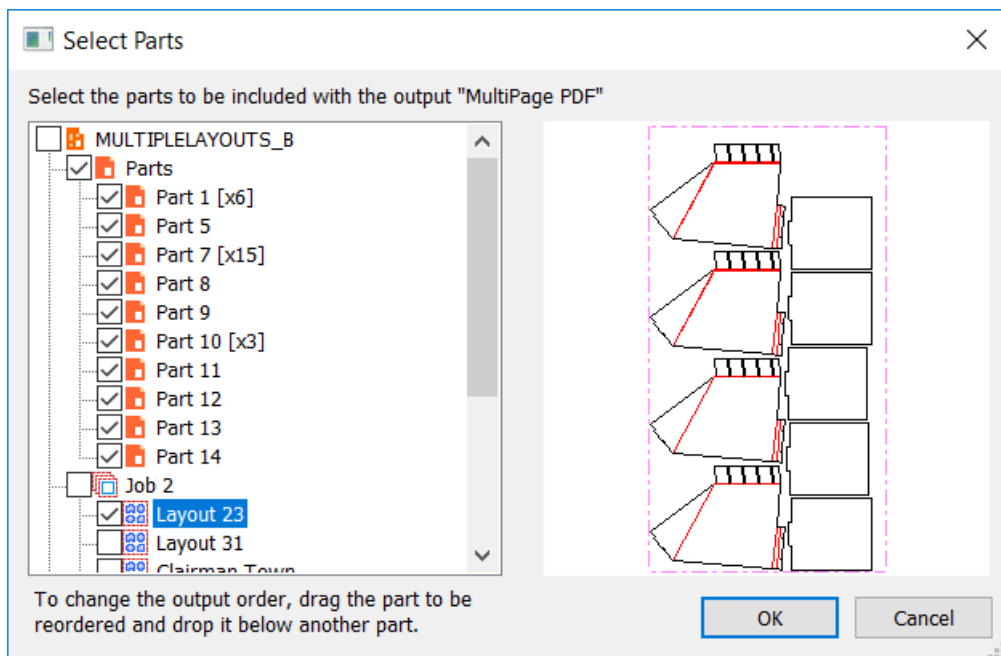 Select Parts
Select the parts to be included with the output "MultiPage PDF"
MULTIPLELAYOUTS_B
Parts
Part 1 [x6]
Part 5
Part 7 [x15]
Part 8
Part 9
Part 10 [x3]
Part 11
Part 12
Part 13
Part 14
Job 2
Layout 23
Layout 31
Clairman Town
To change the output order, drag the part to be
reordered and drop it below another part.
OK
Cancel